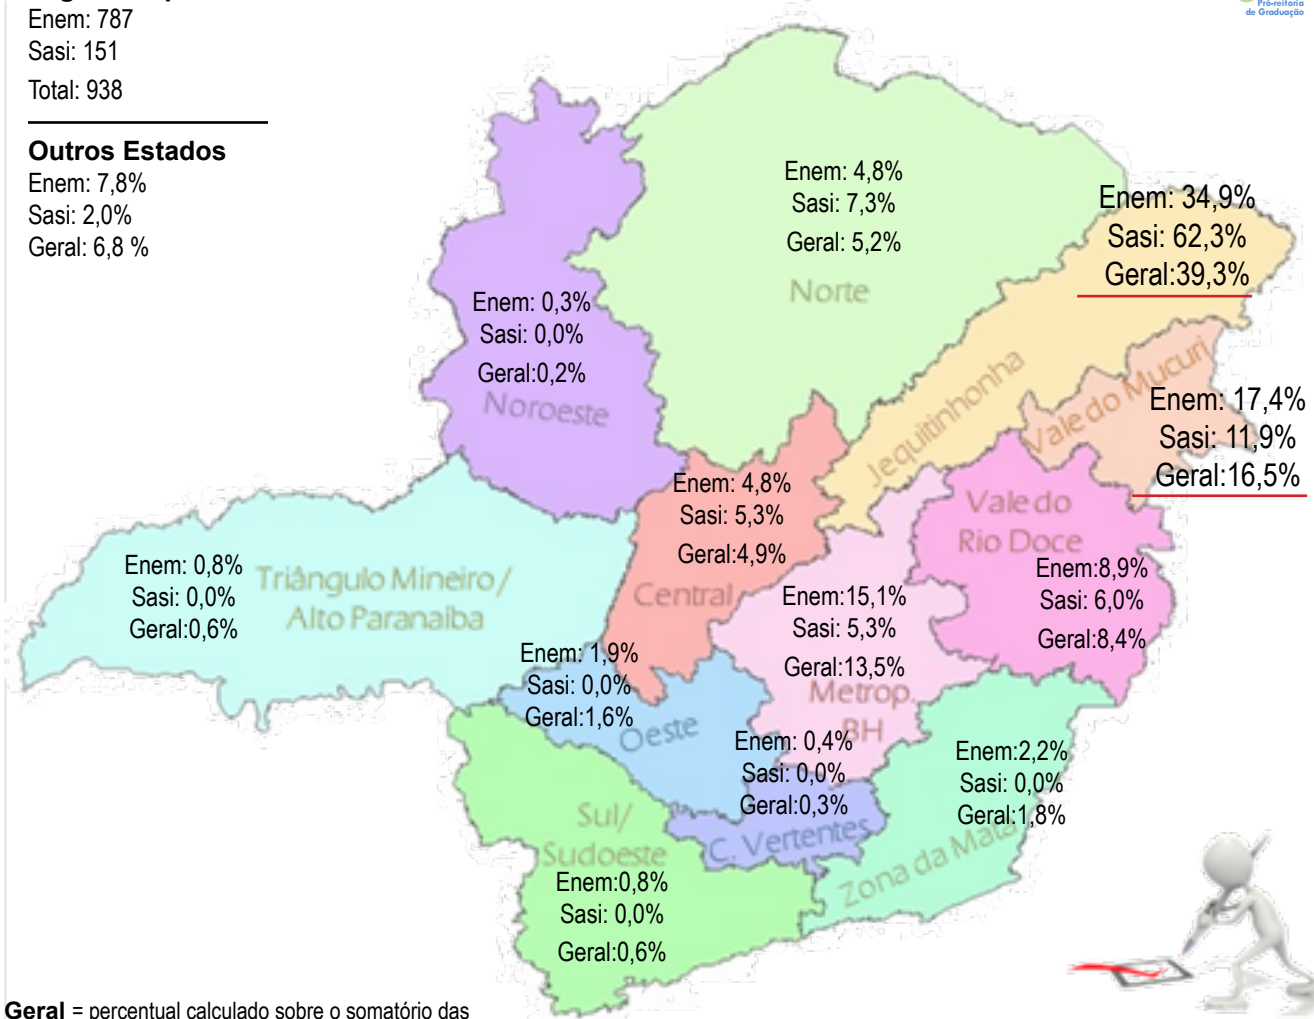 Enem: 787
Sasi: 151
Total: 938
Outros Estados
Enem: 7,8%
Sasi: 2,0%
Geral: 6,8 %
Pró-reitoria
de Graduação
Enem: 4,8%
Sasi: 7,3%
Geral: 5,2%
Norte
Enem: 34,9%
Sasi: 62,3%
Geral:39,3%
Jequitinhonha
Enem: 0,3%
Sasi: 0,0%
Geral:0,2%
Noroeste
Vale do Mucuri
Enem: 17,4%
Sasi: 11,9%
Geral:16,5%
Enem: 4,8%
Sasi: 5,3%
Geral:4,9%
Central
Vale do
Rio Doce
Enem:8,9%
Sasi: 6,0%
Geral:8,4%
Enem: 0,8%
Sasi: 0,0%
Geral:0,6%
Triângulo Mineiro/
Alto Paranaiba
Enem:15,1%
Sasi: 5,3%
Geral:13,5%
Metrop.
BH
Enem: 1,9%
Sasi: 0,0%
Geral:1,6%
Oeste
Enem: 0,4%
Sasi: 0,0%
Geral:0,3%
C. Vertentes
Enem:2,2%
Sasi: 0,0%
Geral:1,8%
Zona da Mata
Sul/
Sudoeste
Enem:0,8%
Sasi: 0,0%
Geral:0,6%
Geral = percentual calculado sobre o somatório das